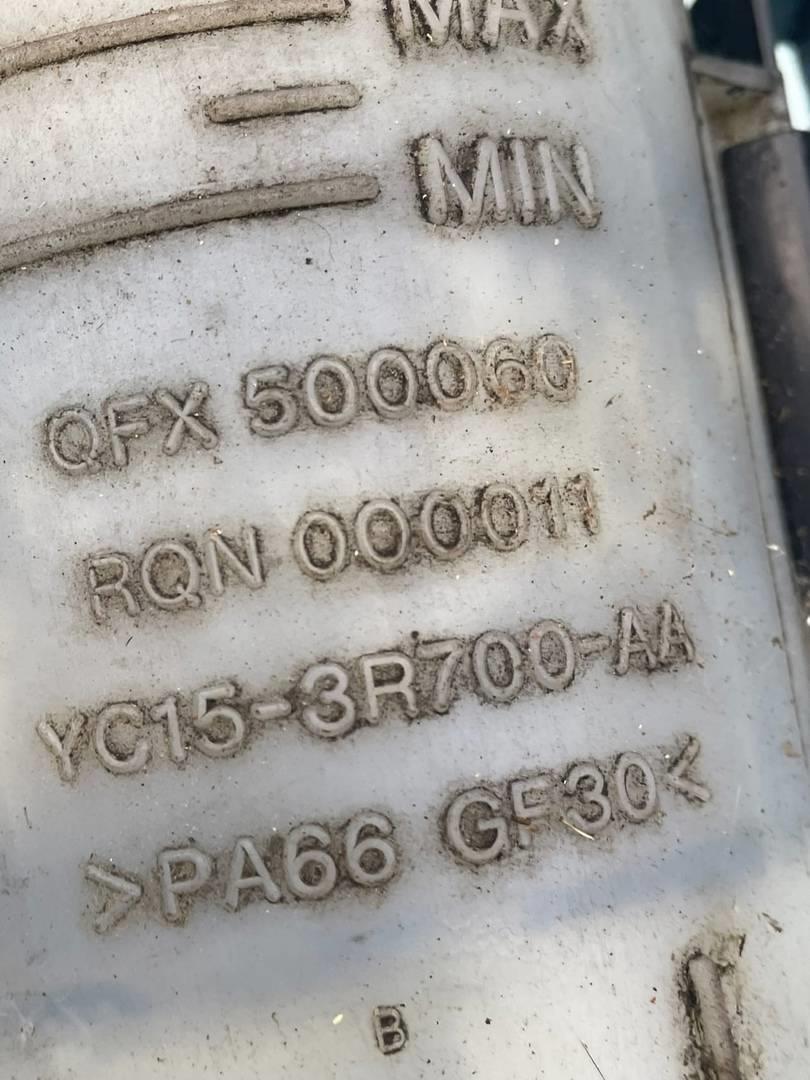 MAX
MIN
QFX 500060
RQN 000011
YC15-3R700-AA
>PA66 GF30<
B